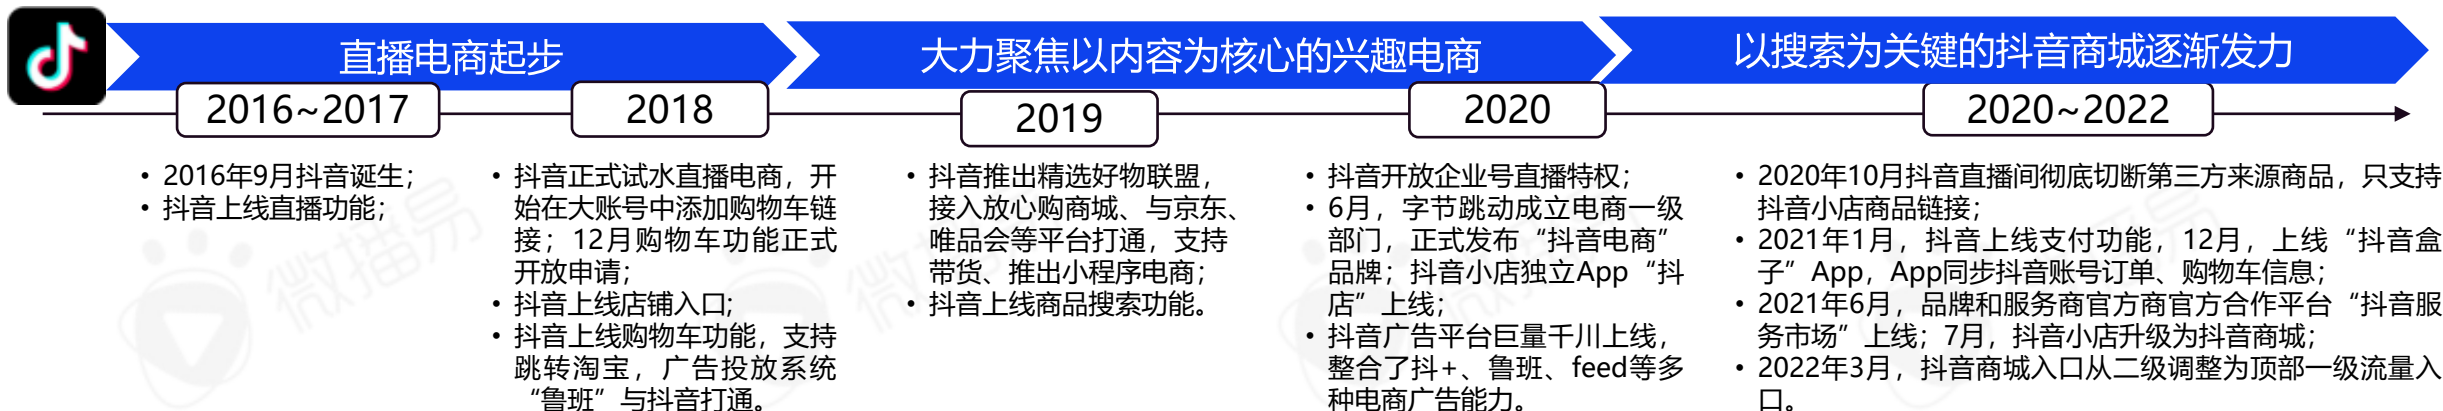 直播电商起步
大力聚焦以内容为核心的兴趣电商
以搜索为关键的抖音商城逐渐发力
2016~2017
2018
2019
2020
2020~2022
• 2016年9月抖音诞生；
• 抖音上线直播功能；
• 抖音正式试水直播电商，开
始在大账号中添加购物车链
接；12月购物车功能正式
开放申请；
• 抖音上线店铺入口;
• 抖音上线购物车功能，支持
跳转淘宝，广告投放系统
“鲁班”与抖音打通。
• 抖音推出精选好物联盟，
接入放心购商城、与京东、
唯品会等平台打通，支持
带货、推出小程序电商；
• 抖音上线商品搜索功能。
• 抖音开放企业号直播特权；
• 6月，字节跳动成立电商一级
部门，正式发布“抖音电商”
品牌；抖音小店独立App“抖
店”上线；
• 抖音广告平台巨量千川上线，
整合了抖+、鲁班、feed等多
种电商广告能力。
• 2020年10月抖音直播间彻底切断第三方来源商品，只支持
抖音小店商品链接；
• 2021年1月，抖音上线支付功能，12月，上线“抖音盒
子”App，App同步抖音账号订单、购物车信息；
• 2021年6月，品牌和服务商官方商官方合作平台“抖音服
务市场”上线；7月，抖音小店升级为抖音商城；
• 2022年3月，抖音商城入口从二级调整为顶部一级流量入
口。
微播易
微播易